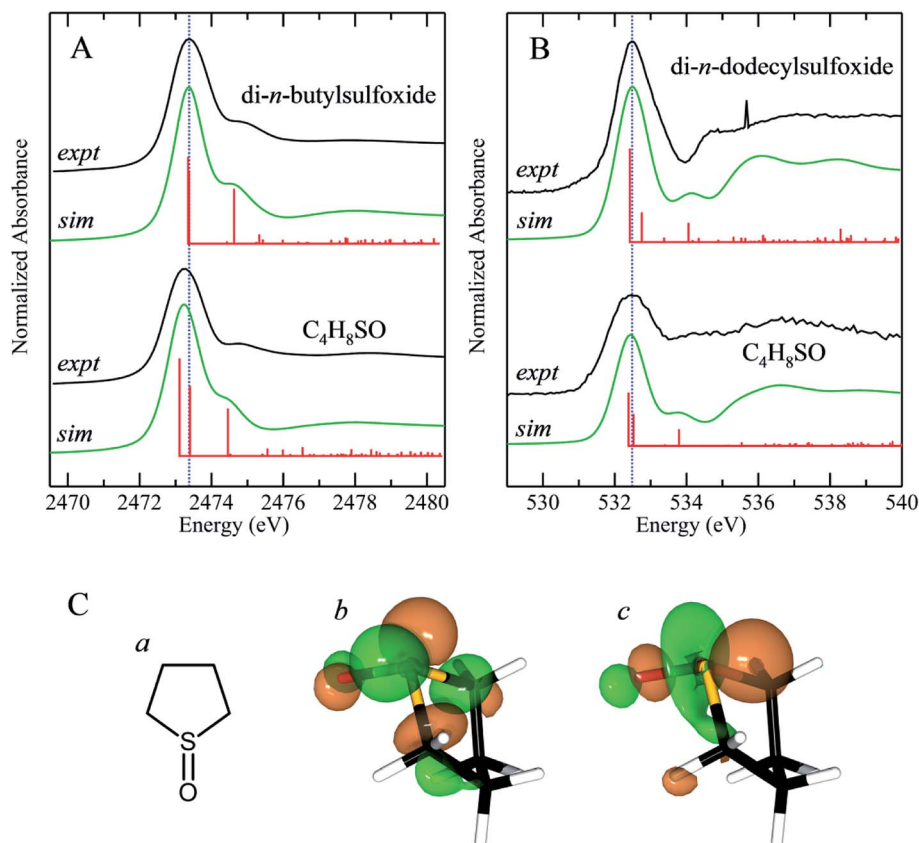 A
di-n-butylsulfoxide
expt
sim
C₄H₈SO
expt
sim
Normalized Absorbance
2470 2472 2474 2476 2478 2480
Energy (eV)
B
di-n-dodecylsulfoxide
expt
sim
C₄H₈SO
expt
sim
Normalized Absorbance
530 532 534 536 538 540
Energy (eV)
C
a
S
O
b
c